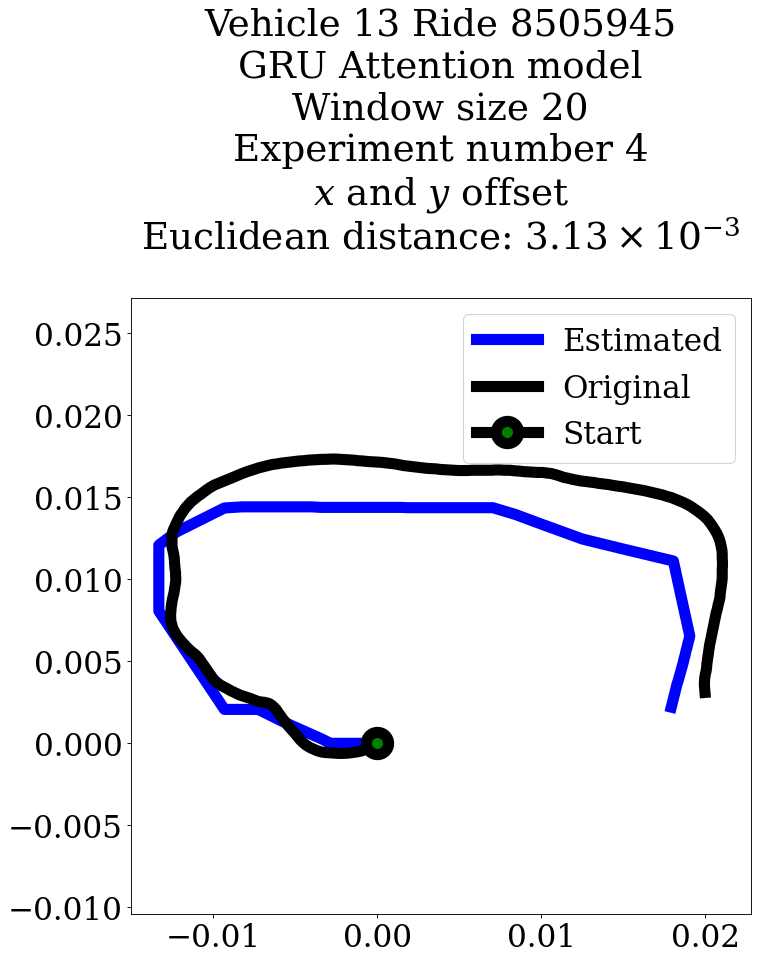 Vehicle 13 Ride 8505945
GRU Attention model
Window size 20
Experiment number 4
x and y offset
Euclidean distance: 3.13 × 10⁻³
Estimated
Original
Start
0.025
0.020
0.015
0.010
0.005
0.000
−0.005
−0.010
−0.01 0.00 0.01 0.02